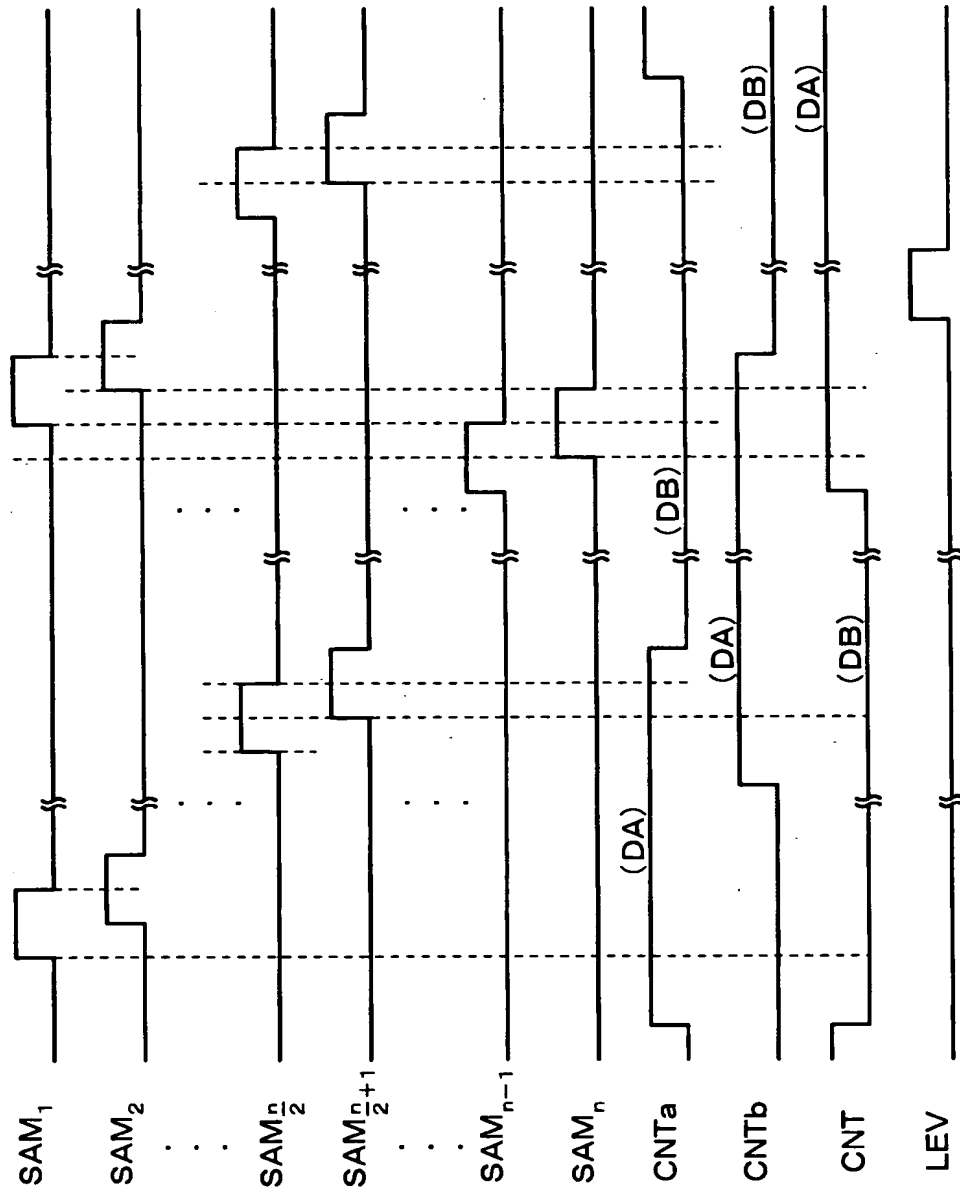 SAM₁
SAM₂
· · · · · · ·
SAMn/2
SAMn/2+1
· · · · · · ·
SAMn−1
SAMn
CNTa (DA) (DB)
CNTb (DA) (DB)
CNT (DB) (DA)
LEV